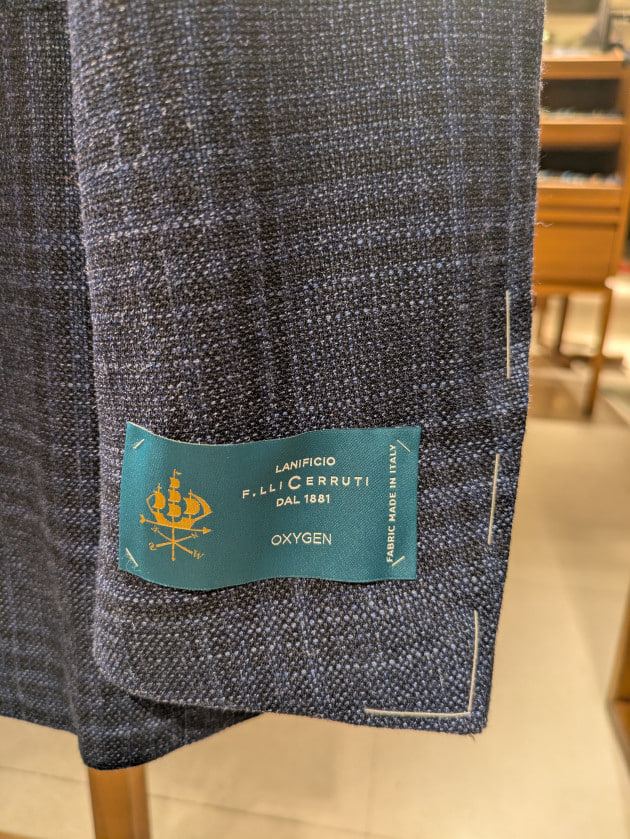 LANIFICIO
F.LLI CERRUTI
DAL 1881
OXYGEN
FABRIC MADE IN ITALY